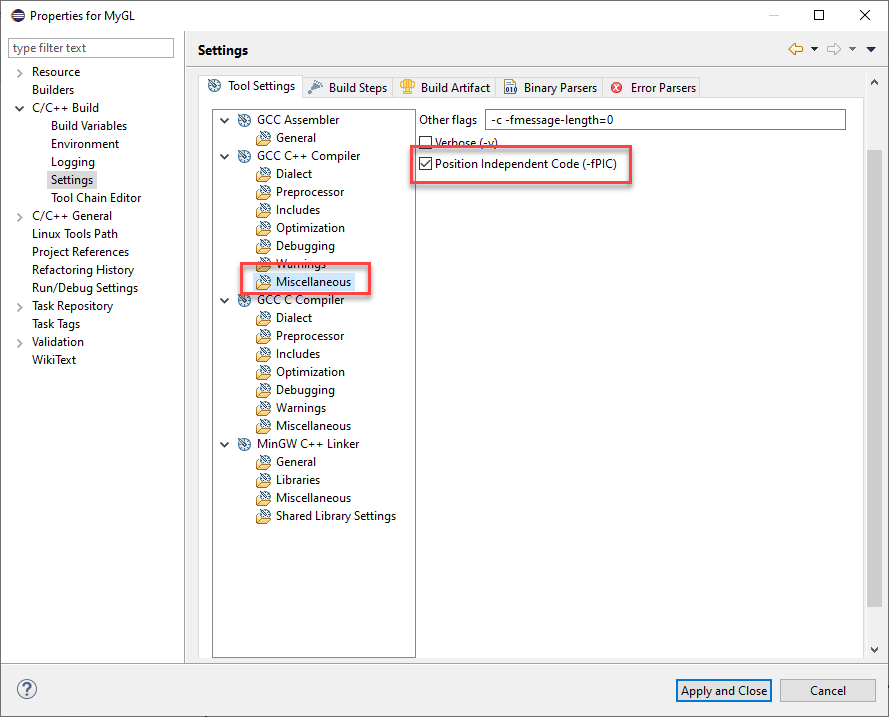 Properties for MyGL
type filter text
Resource
Builders
C/C++ Build
Build Variables
Environment
Logging
Settings
Tool Chain Editor
C/C++ General
Linux Tools Path
Project References
Refactoring History
Run/Debug Settings
Task Repository
Task Tags
Validation
WikiText
Settings
Tool Settings
Build Steps
Build Artifact
Binary Parsers
Error Parsers
GCC Assembler
General
GCC C++ Compiler
Dialect
Preprocessor
Includes
Optimization
Debugging
Warnings
Miscellaneous
GCC C Compiler
Dialect
Preprocessor
Includes
Optimization
Debugging
Warnings
Miscellaneous
MinGW C++ Linker
General
Libraries
Miscellaneous
Shared Library Settings
Other flags -c -fmessage-length=0
Verbose (-v)
Position Independent Code (-fPIC)
Apply and Close
Cancel